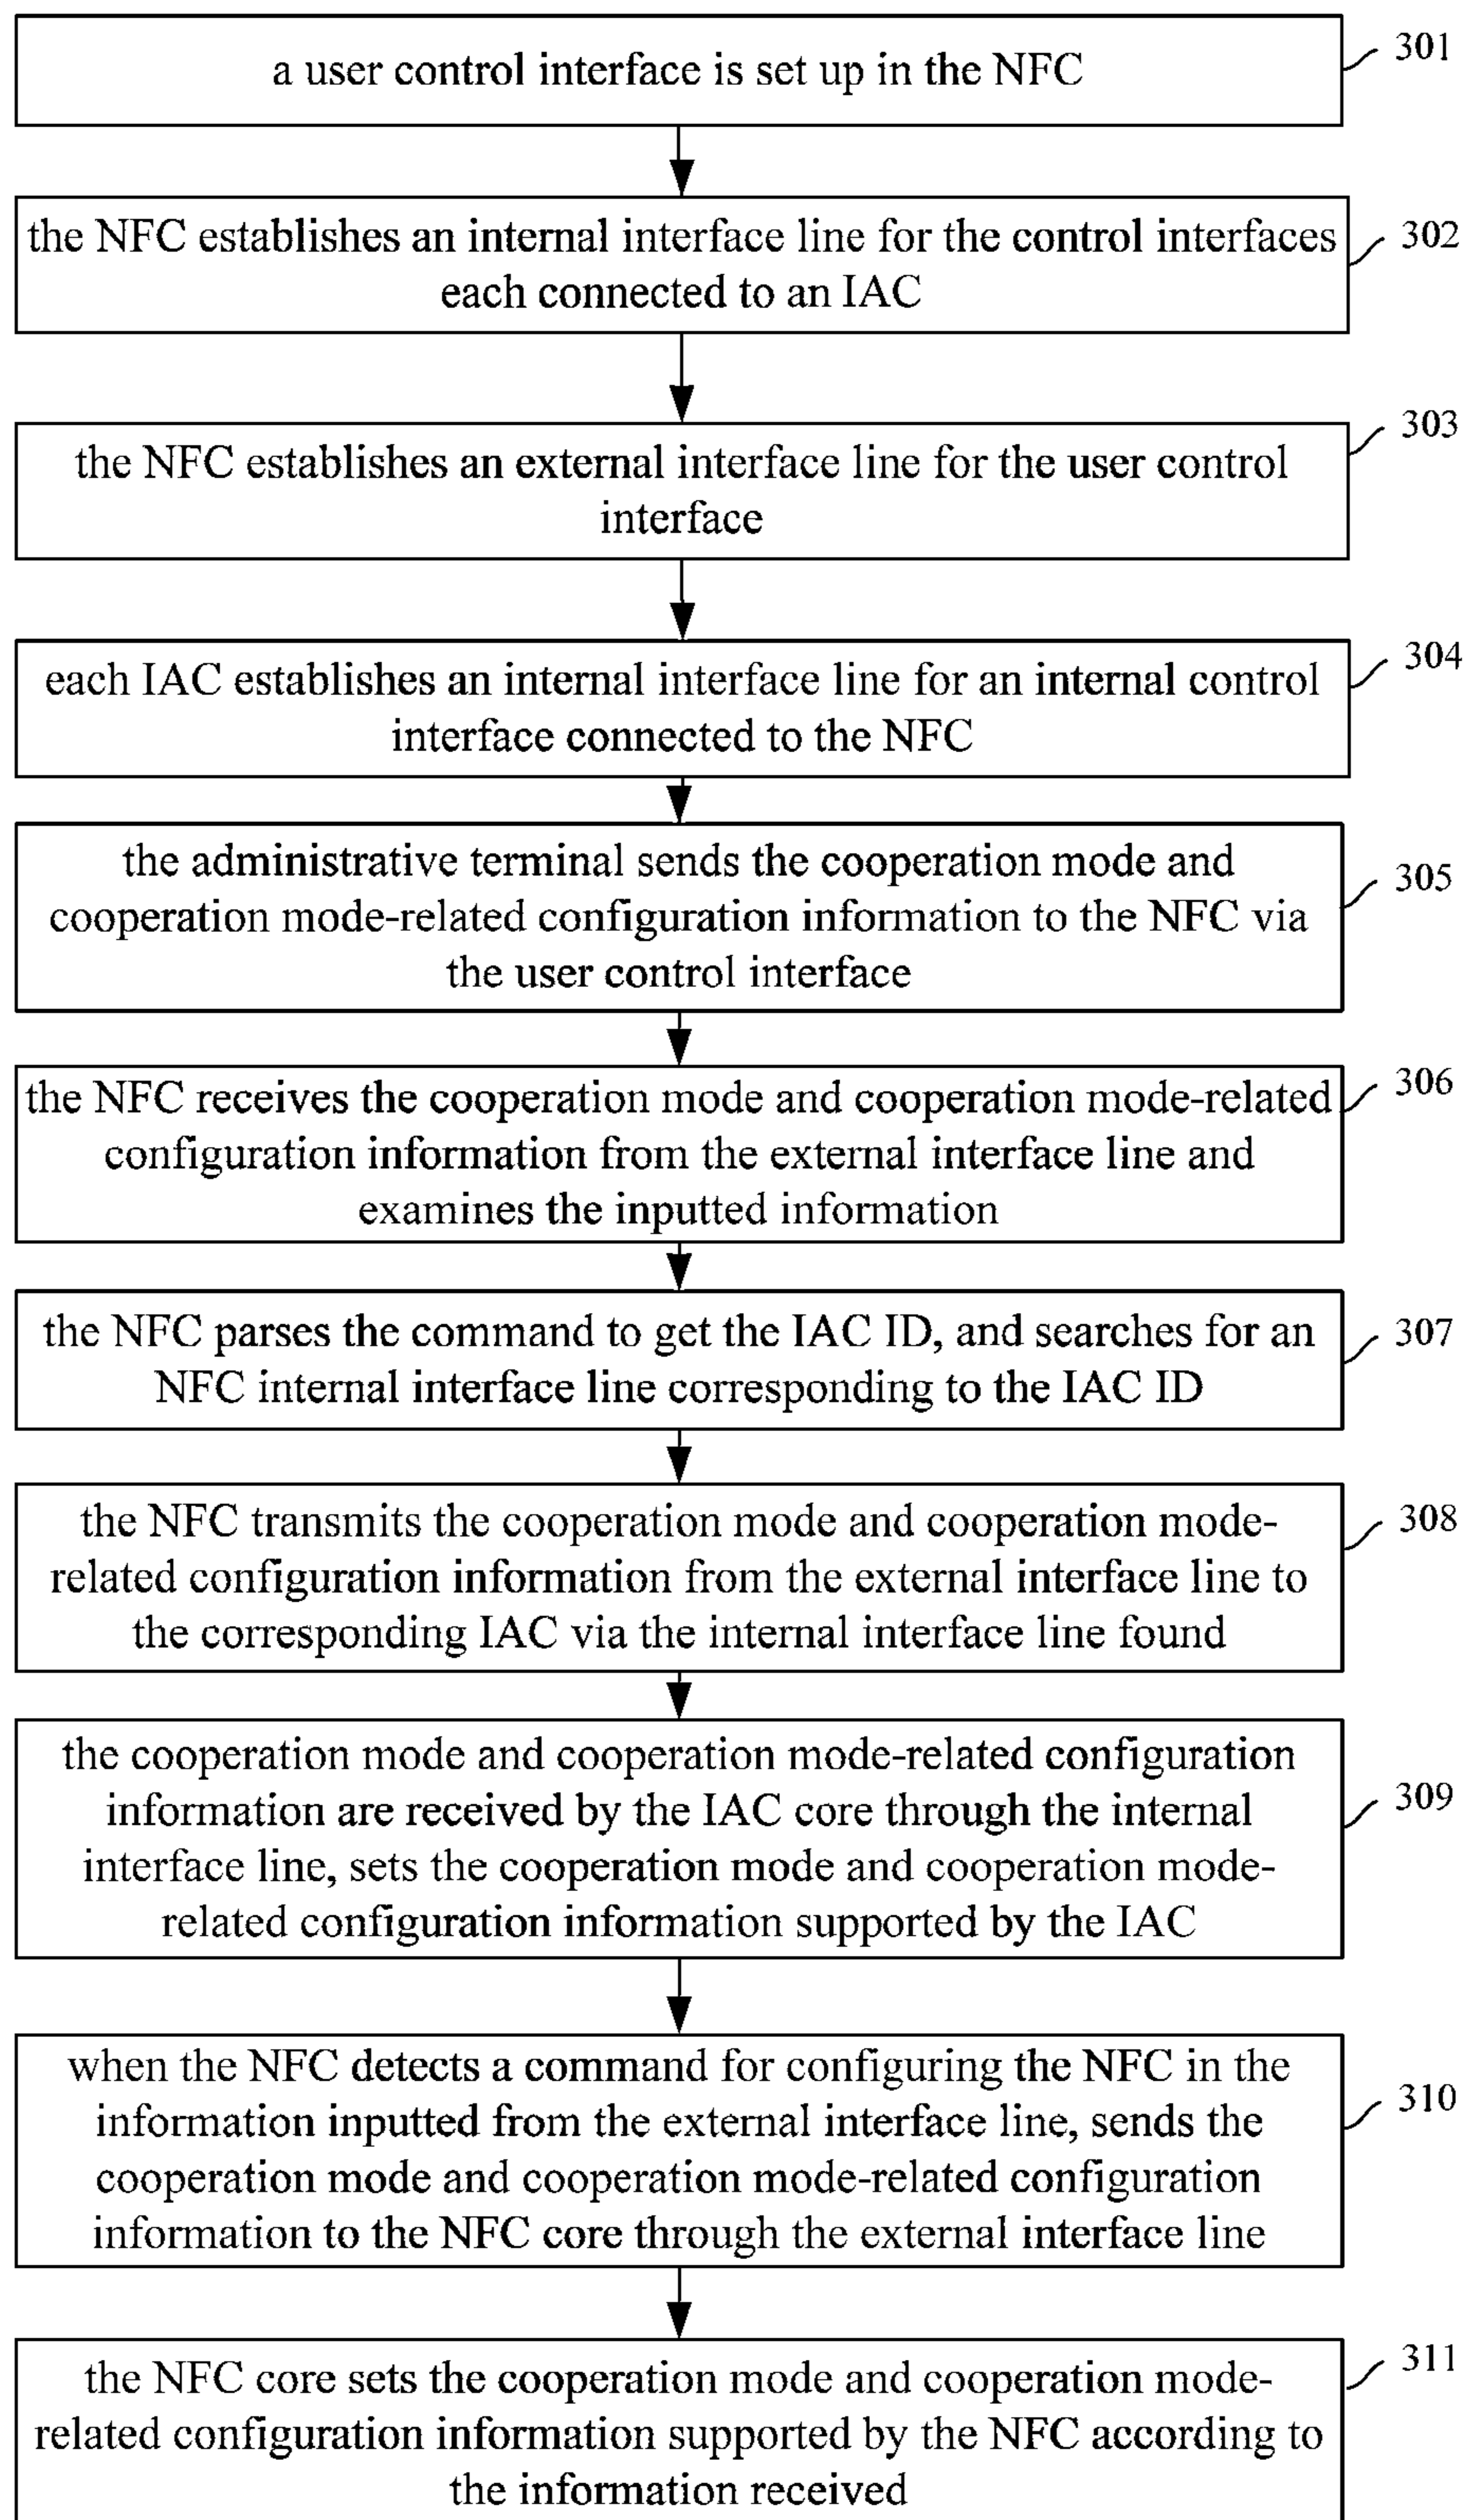 a user control interface is set up in the NFC
301
the NFC establishes an internal interface line for the control interfaces
each connected to an IAC
302
the NFC establishes an external interface line for the user control
interface
303
each IAC establishes an internal interface line for an internal control
interface connected to the NFC
304
the administrative terminal sends the cooperation mode and
cooperation mode-related configuration information to the NFC via
the user control interface
305
the NFC receives the cooperation mode and cooperation mode-related
configuration information from the external interface line and
examines the inputted information
306
the NFC parses the command to get the IAC ID, and searches for an
NFC internal interface line corresponding to the IAC ID
307
the NFC transmits the cooperation mode and cooperation mode-
related configuration information from the external interface line to
the corresponding IAC via the internal interface line found
308
the cooperation mode and cooperation mode-related configuration
information are received by the IAC core through the internal
interface line, sets the cooperation mode and cooperation mode-
related configuration information supported by the IAC
309
when the NFC detects a command for configuring the NFC in the
information inputted from the external interface line, sends the
cooperation mode and cooperation mode-related configuration
information to the NFC core through the external interface line
310
the NFC core sets the cooperation mode and cooperation mode-
related configuration information supported by the NFC according to
the information received
311